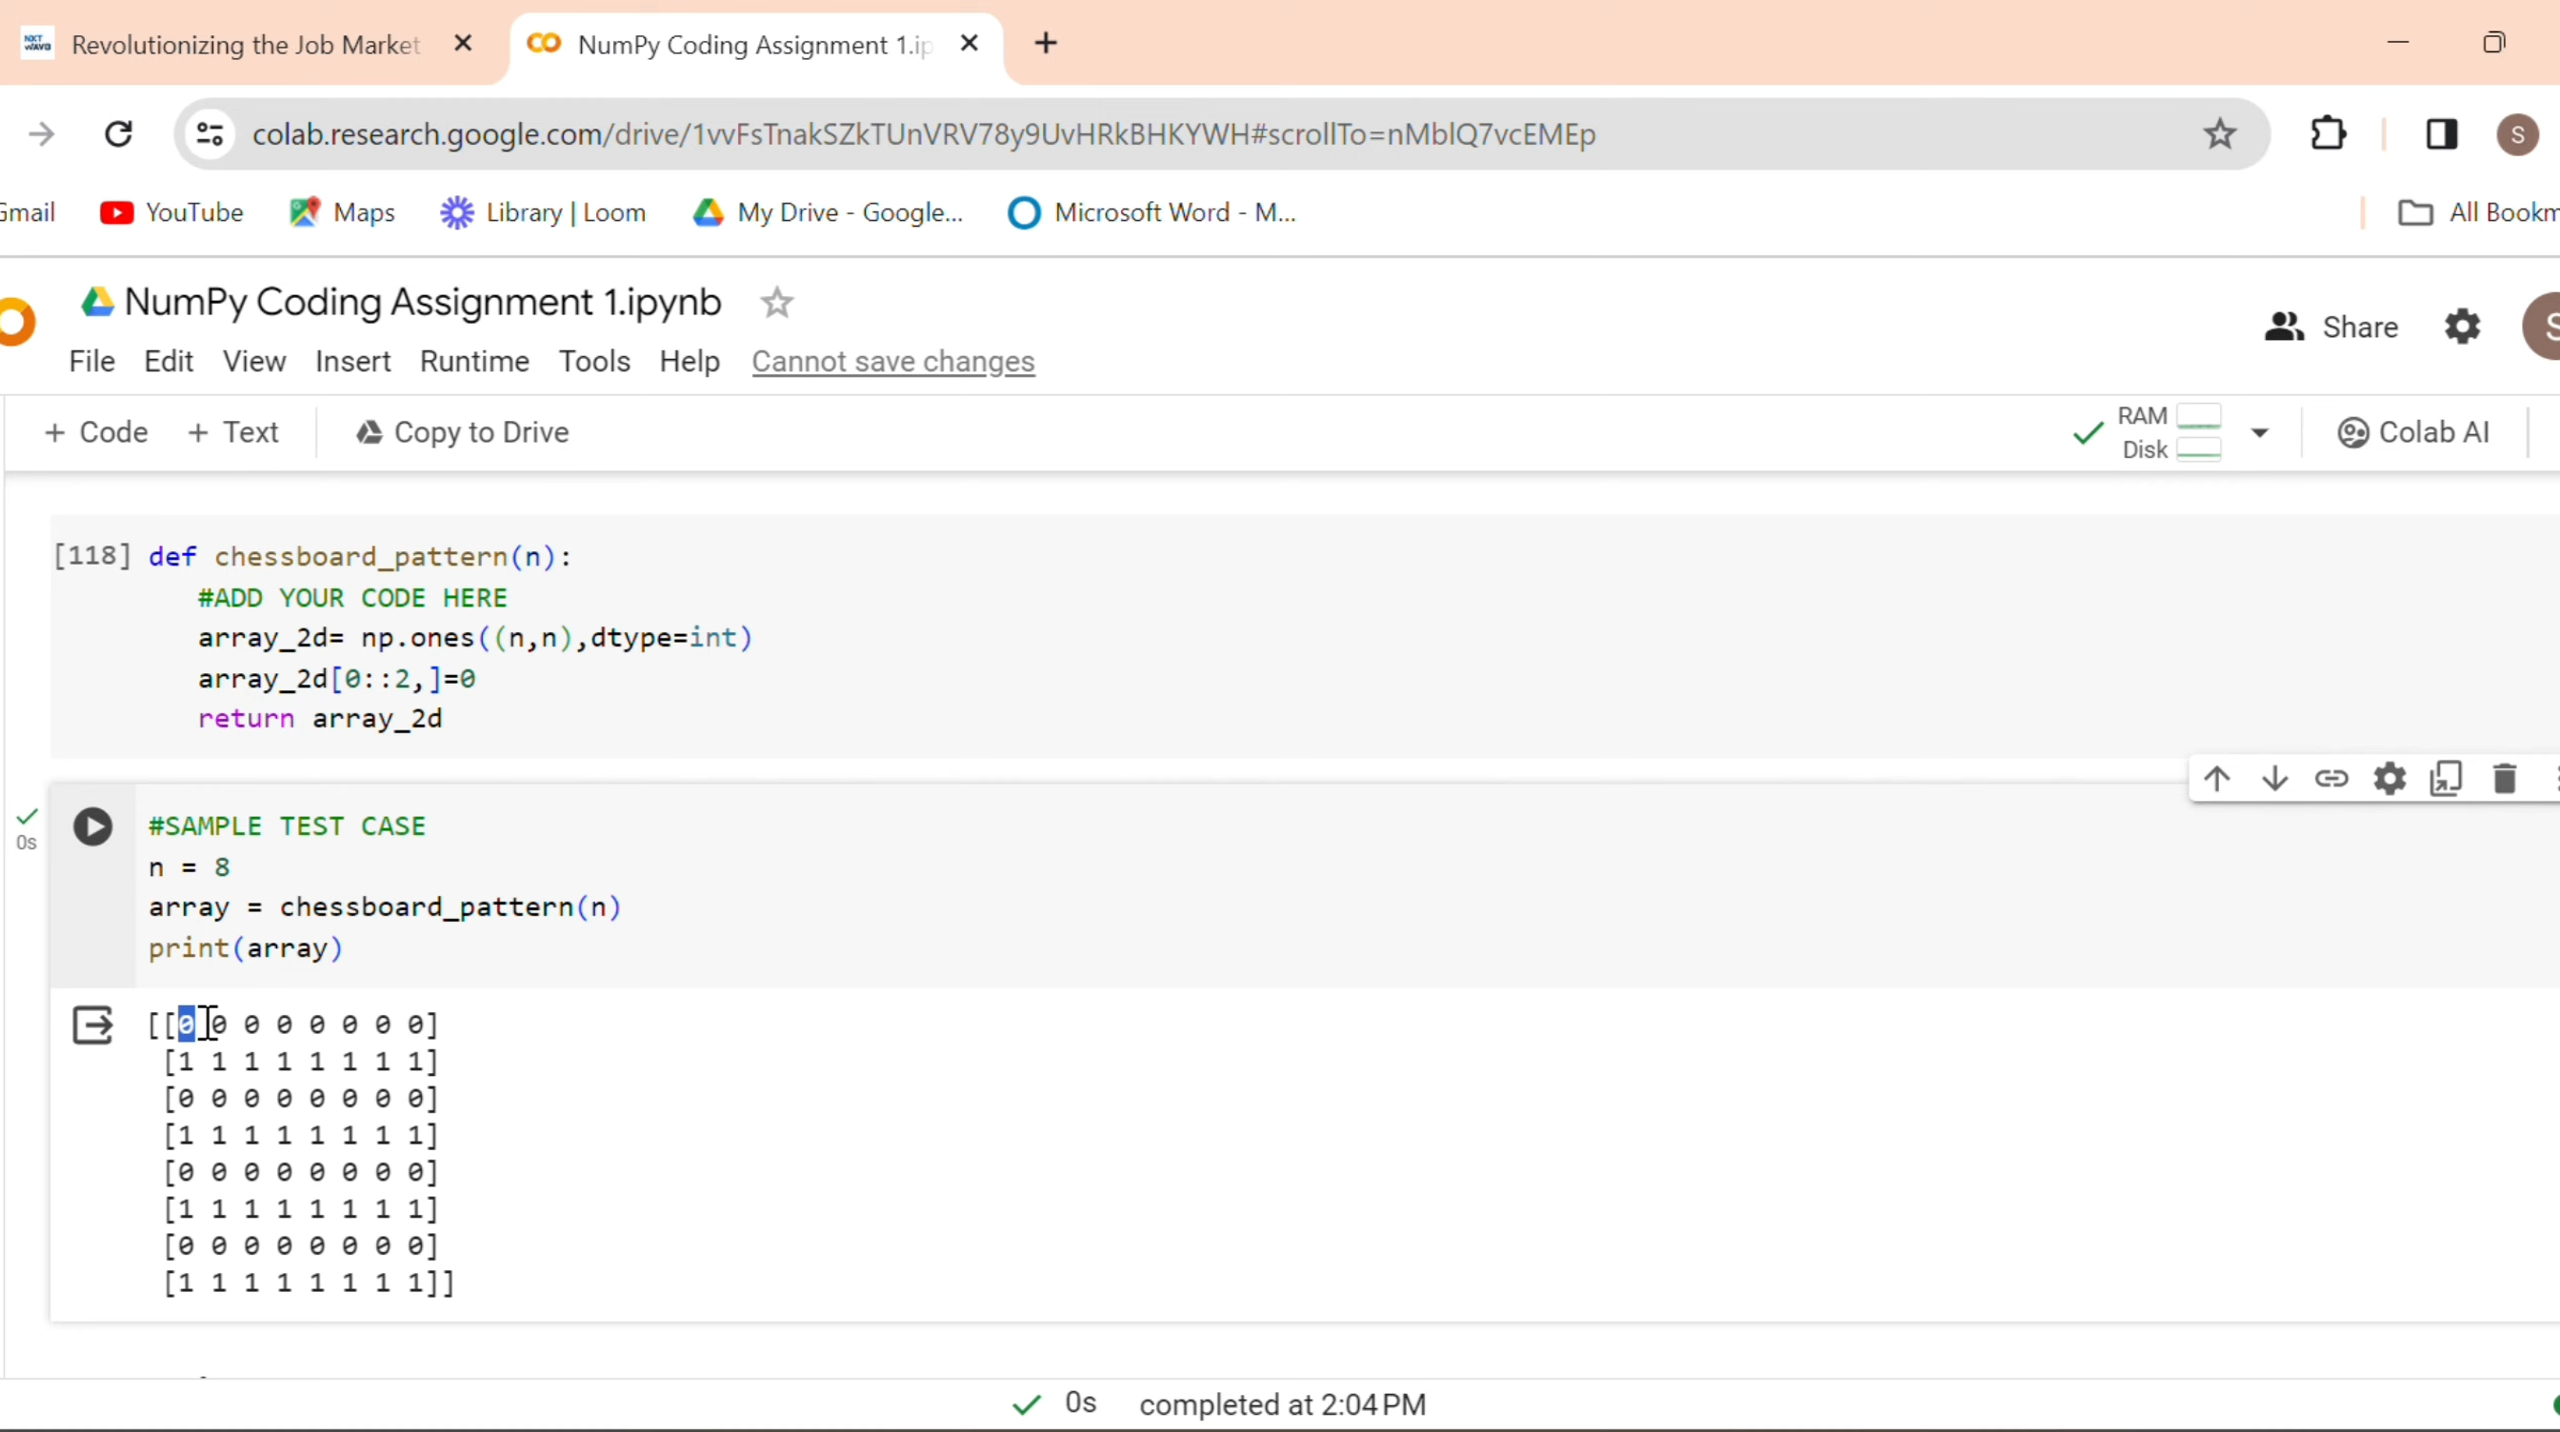 NXT WAVE Revolutionizing the Job Market NumPy Coding Assignment 1.ip
colab.research.google.com/drive/1vvFsTnakSZkTUnVRV78y9UvHRkBHKYWH#scrollTo=nMblQ7vcEMEp S
Gmail YouTube Maps Library | Loom My Drive - Google... Microsoft Word - M... All Bookm
NumPy Coding Assignment 1.ipynb
Share S
File Edit View Insert Runtime Tools Help Cannot save changes
+ Code + Text Copy to Drive RAM Disk Colab AI
[118] def chessboard_pattern(n):
#ADD YOUR CODE HERE
array_2d= np.ones((n,n),dtype=int)
array_2d[0::2,]=0
return array_2d
#SAMPLE TEST CASE
0s
n = 8
array = chessboard_pattern(n)
print(array)
[[0 0 0 0 0 0 0 0]
[1 1 1 1 1 1 1 1]
[0 0 0 0 0 0 0 0]
[1 1 1 1 1 1 1 1]
[0 0 0 0 0 0 0 0]
[1 1 1 1 1 1 1 1]
[0 0 0 0 0 0 0 0]
[1 1 1 1 1 1 1 1]]
0s completed at 2:04 PM